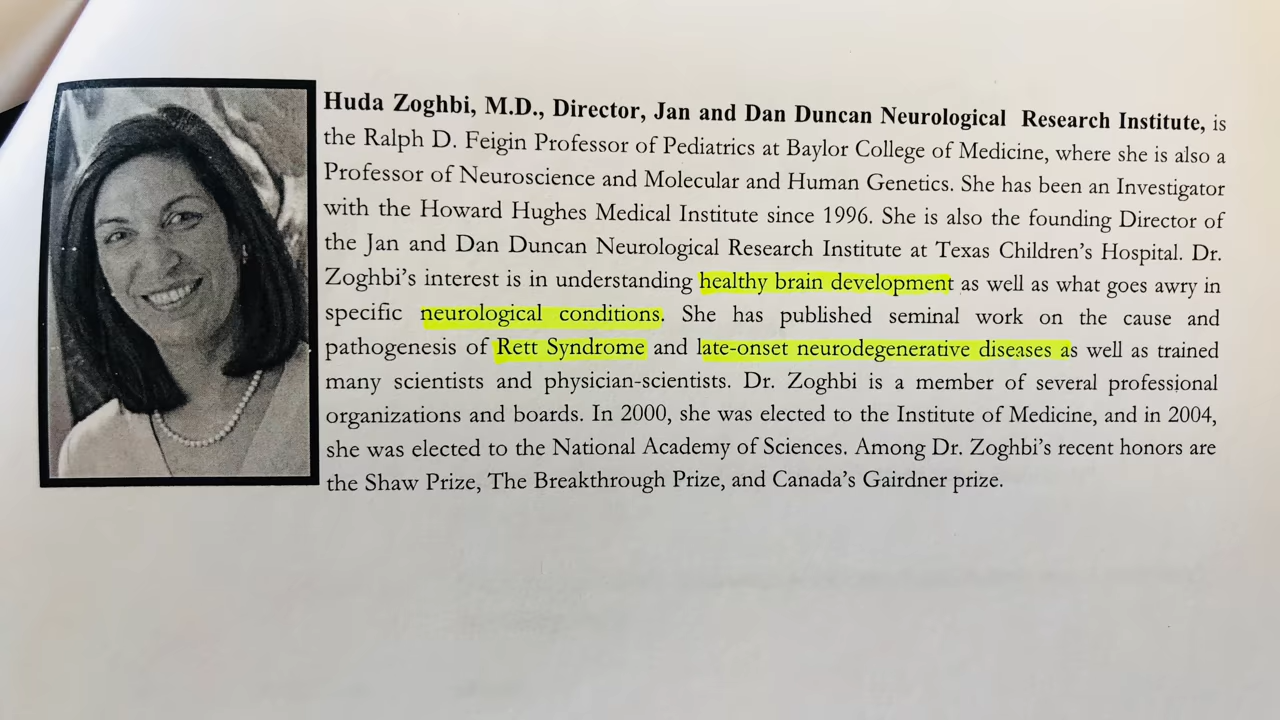 Huda Zoghbi, M.D., Director, Jan and Dan Duncan Neurological Research Institute, is
the Ralph D. Feigin Professor of Pediatrics at Baylor College of Medicine, where she is also a
Professor of Neuroscience and Molecular and Human Genetics. She has been an Investigator
with the Howard Hughes Medical Institute since 1996. She is also the founding Director of
the Jan and Dan Duncan Neurological Research Institute at Texas Children's Hospital. Dr.
Zoghbi's interest is in understanding healthy brain development as well as what goes awry in
specific neurological conditions. She has published seminal work on the cause and
pathogenesis of Rett Syndrome and late-onset neurodegenerative diseases as well as trained
many scientists and physician-scientists. Dr. Zoghbi is a member of several professional
organizations and boards. In 2000, she was elected to the Institute of Medicine, and in 2004,
she was elected to the National Academy of Sciences. Among Dr. Zoghbi's recent honors are
the Shaw Prize, The Breakthrough Prize, and Canada's Gairdner prize.